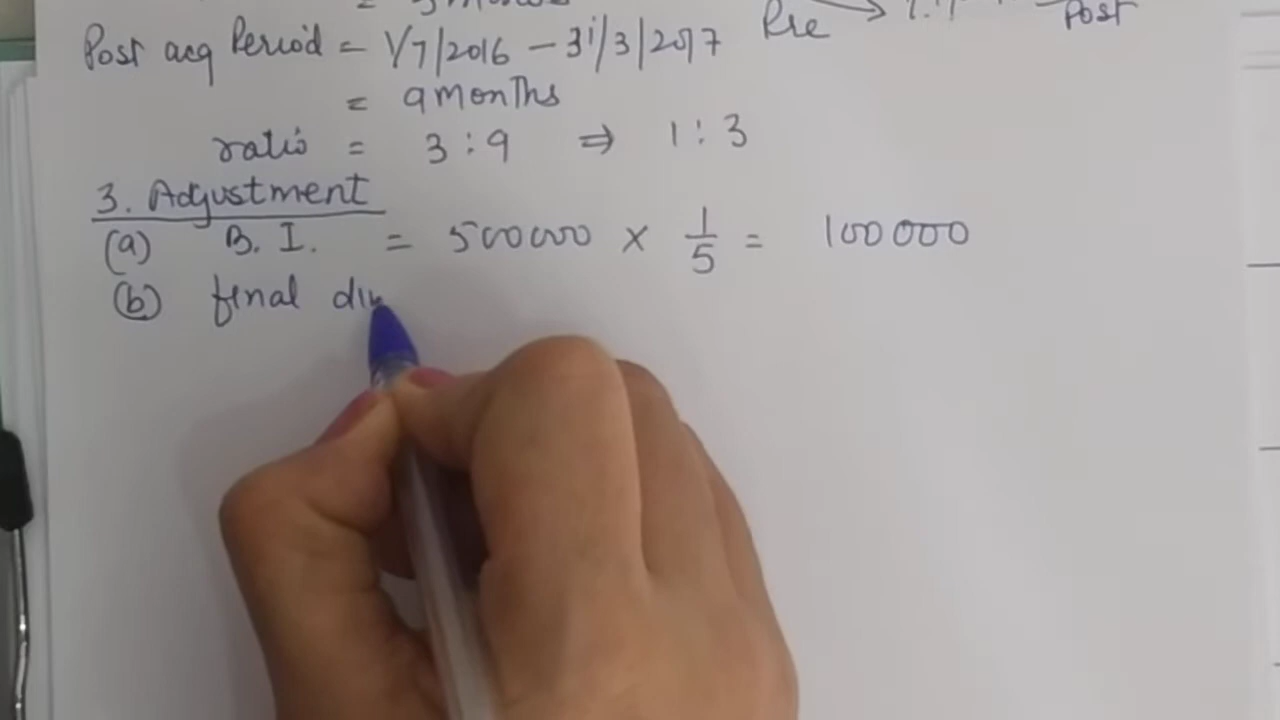 Pre Post
Post acq Period = 1/7/2016 - 31/3/2017
= 9 months
ratio = 3:9 ⇒ 1:3
3. Adjustment
(a) B. I. = 500000 × 1/5 = 100000
(b) final div